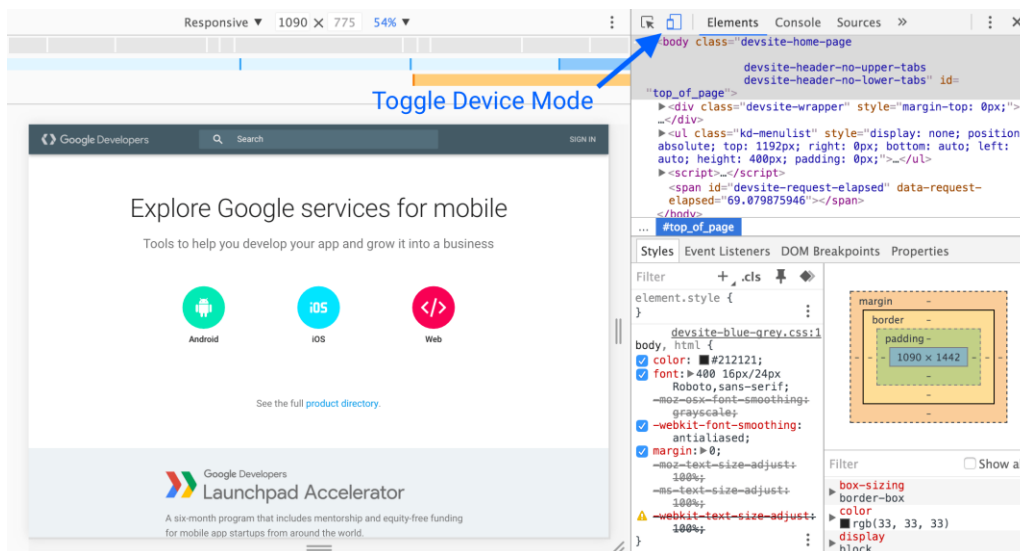 Responsive ▼ 1090 × 775 54% ▼
Toggle Device Mode
Google Developers
Search
SIGN IN
Explore Google services for mobile
Tools to help you develop your app and grow it into a business
iOS
</>
Android
iOS
Web
See the full product directory.
Google Developers
Launchpad Accelerator
A six-month program that includes mentorship and equity-free funding
for mobile app startups from around the world.
Elements Console Sources »
<body class="devsite-home-page
devsite-header-no-upper-tabs
devsite-header-no-lower-tabs" id=
"top_of_page">
▶<div class="devsite-wrapper" style="margin-top: 0px;">
…</div>
▶<ul class="kd-menulist" style="display: none; position
absolute; top: 1192px; right: 0px; bottom: auto; left:
auto; height: 400px; padding: 0px;">…</ul>
▶<script>…</script>
<span id="devsite-request-elapsed" data-request-
elapsed="69.079875946"></span>
</body>
... #top_of_page
Styles Event Listeners DOM Breakpoints Properties
Filter + .cls
element.style {
}
devsite-blue-grey.css:1
body, html {
color: #212121;
font:▶400 16px/24px
Roboto,sans-serif;
-moz-osx-font-smoothing:
grayscale;
-webkit-font-smoothing:
antialiased;
margin:▶0;
-moz-text-size-adjust:
100%;
-ms-text-size-adjust:
100%;
-webkit-text-size-adjust:
100%;
}
margin -
border -
padding -
- - - 1090 × 1442 - - -
-
-
-
Filter Show a
▶ box-sizing
border-box
▶ color
rgb(33, 33, 33)
▶ display
block